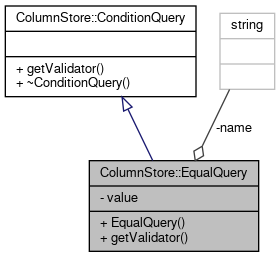 ColumnStore::ConditionQuery
string
+ getValidator()
+ ~ConditionQuery()
-name
ColumnStore::EqualQuery
- value
+ EqualQuery()
+ getValidator()